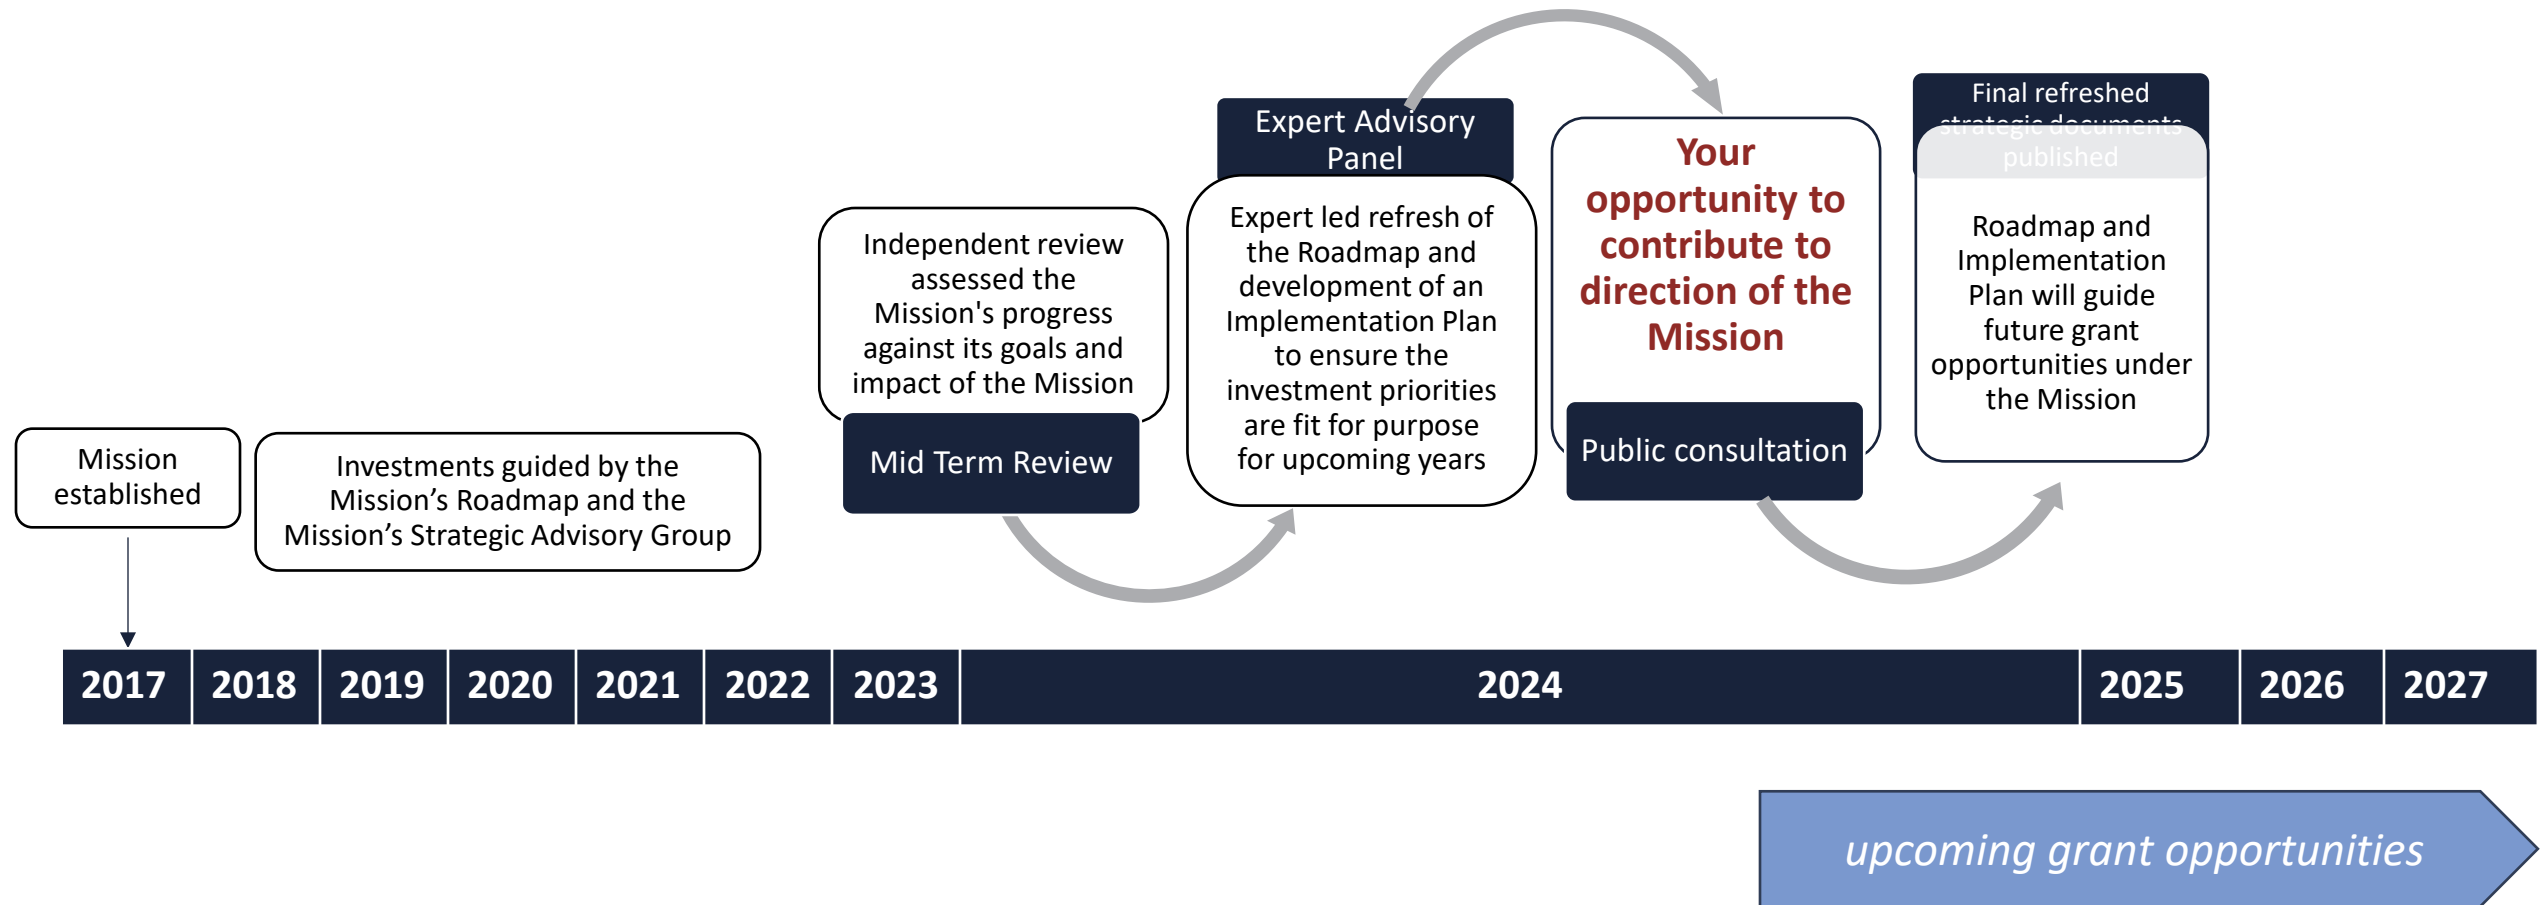 Mission
established
Investments guided by the
Mission’s Roadmap and the
Mission’s Strategic Advisory Group
Independent review
assessed the
Mission's progress
against its goals and
impact of the Mission
Mid Term Review
Expert Advisory
Panel
Expert led refresh of
the Roadmap and
development of an
Implementation Plan
to ensure the
investment priorities
are fit for purpose
for upcoming years
Your
opportunity to
contribute to
direction of the
Mission
Public consultation
Final refreshed
strategic documents
published
Roadmap and
Implementation
Plan will guide
future grant
opportunities under
the Mission
2017 2018 2019 2020 2021 2022 2023 2024 2025 2026 2027
upcoming grant opportunities